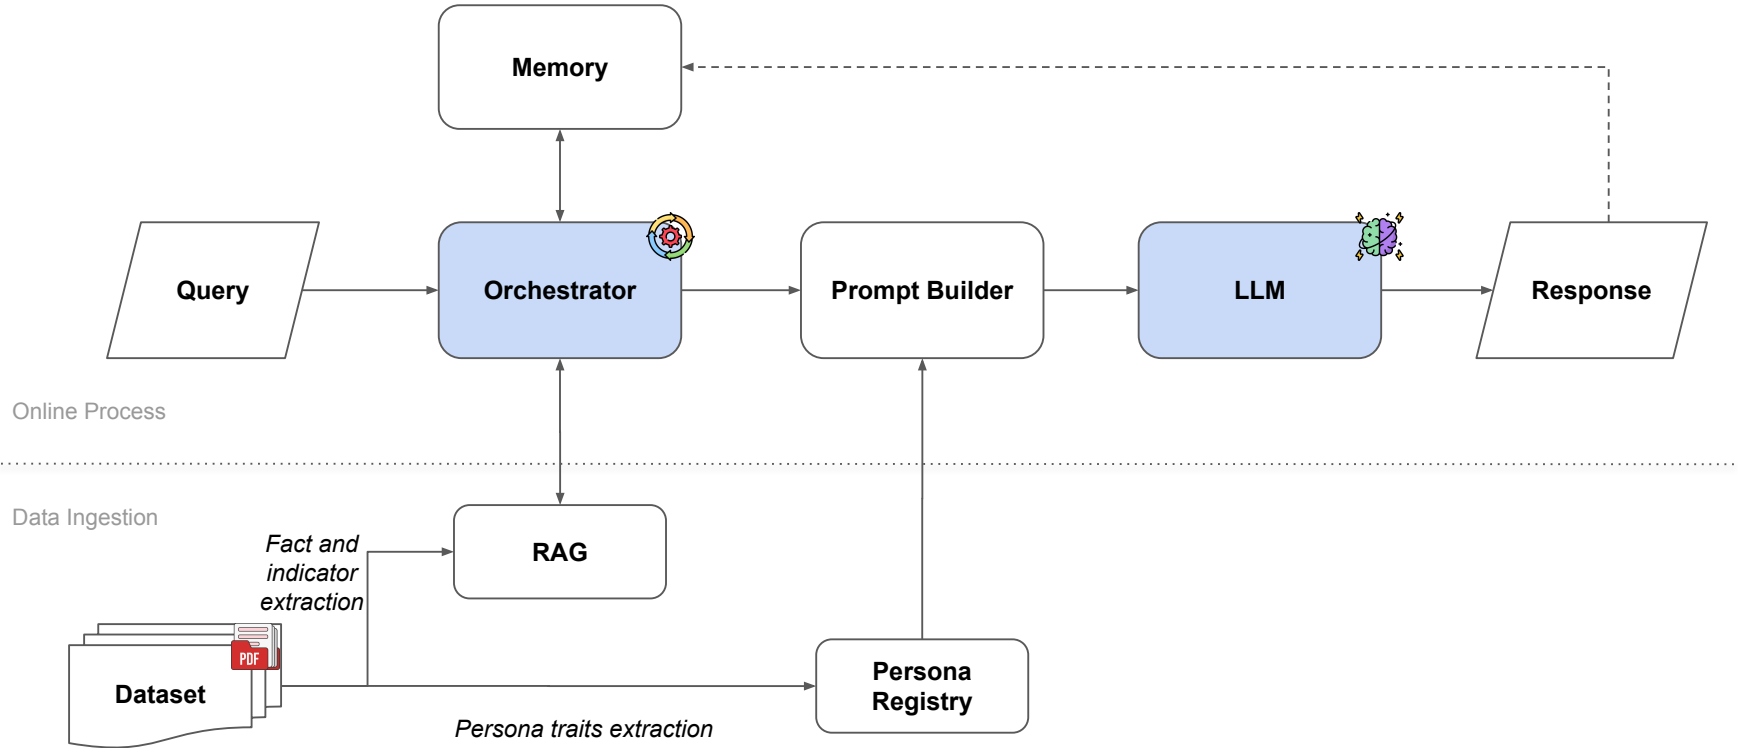 Memory
Query
Orchestrator
Prompt Builder
LLM
Response
Online Process
Data Ingestion
Fact and
indicator
extraction
RAG
PDF
Dataset
Persona
Registry
Persona traits extraction